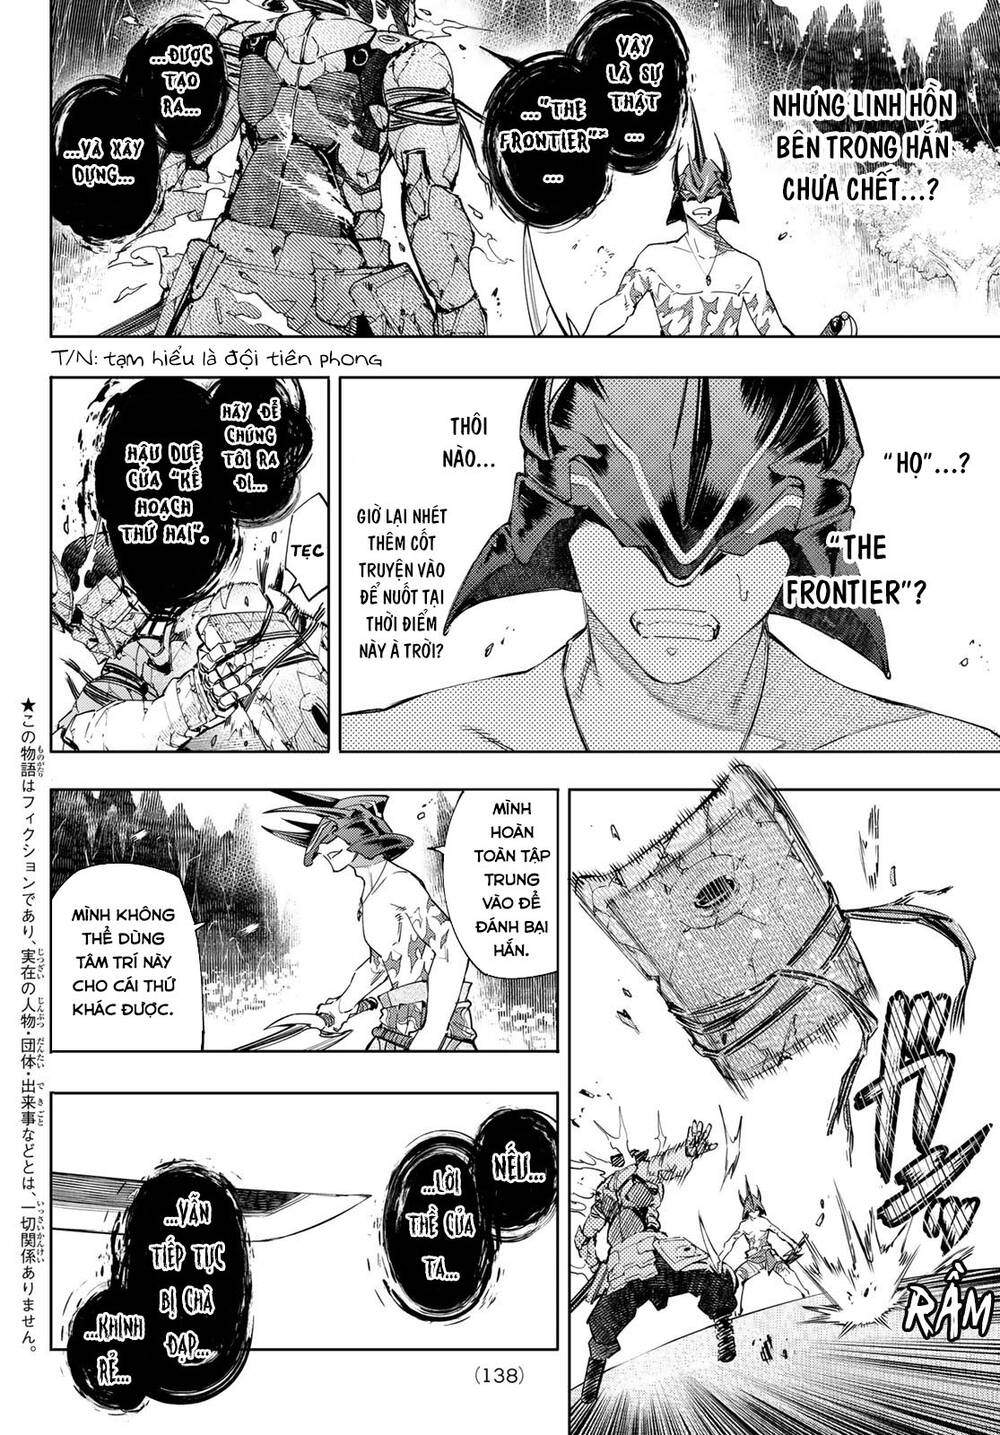 NHƯNG LINH HỒN
BÊN TRONG HẮN
CHƯA CHẾT...?
VẬY
LÀ SỰ
THẬT
...
..."THE
FRONTIER"*
...
...ĐƯỢC
TẠO
RA...
...VÀ XÂY
DỰNG...
T/N: tạm hiểu là đội tiên phong
"HỌ"...?
"THE
FRONTIER"?
THÔI
NÀO...
GIỜ LẠI NHÉT
THÊM CỐT
TRUYỆN VÀO
ĐỂ NUỐT TẠI
THỜI ĐIỂM
NÀY À TRỜI?
HÃY ĐỂ
CHÚNG
TÔI RA
ĐI...
HẬU DUỆ
CỦA "KẾ
HOẠCH
THỨ HAI".
TẸC
MÌNH
HOÀN
TOÀN TẬP
TRUNG
VÀO ĐỂ
ĐÁNH BẠI
HẮN.
MÌNH KHÔNG
THỂ DÙNG
TÂM TRÍ NÀY
CHO CÁI THỨ
KHÁC ĐƯỢC.
RẦM
NẾU...
...LỜI
THỀ CỦA
TA...
...VẪN
TIẾP TỤC
BỊ CHÀ
ĐẠP...
...KHINH
RẺ
(138)
★この物語はフィクションであり、実在の人物・団体・出来事などとは、一切関係ありません。